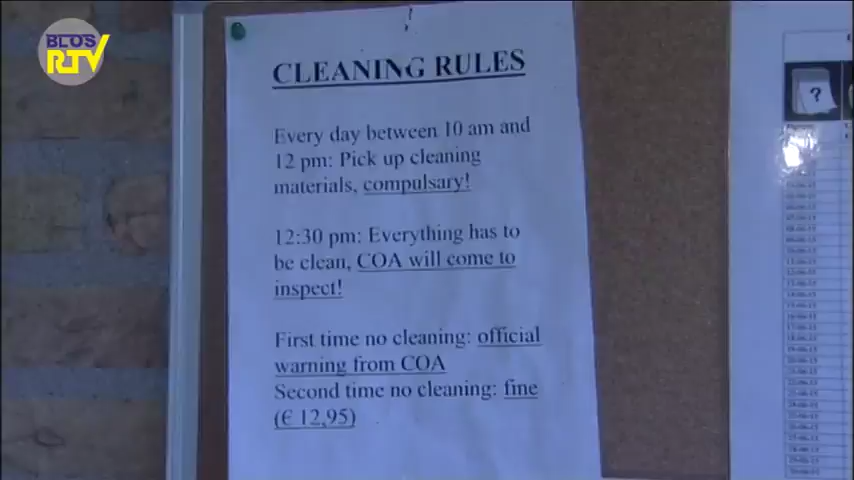 BLOS
RTV
CLEANING RULES
Every day between 10 am and
12 pm: Pick up cleaning
materials, compulsary!
12:30 pm: Everything has to
be clean, COA will come to
inspect!
First time no cleaning: official
warning from COA
Second time no cleaning: fine
(€ 12,95)
?